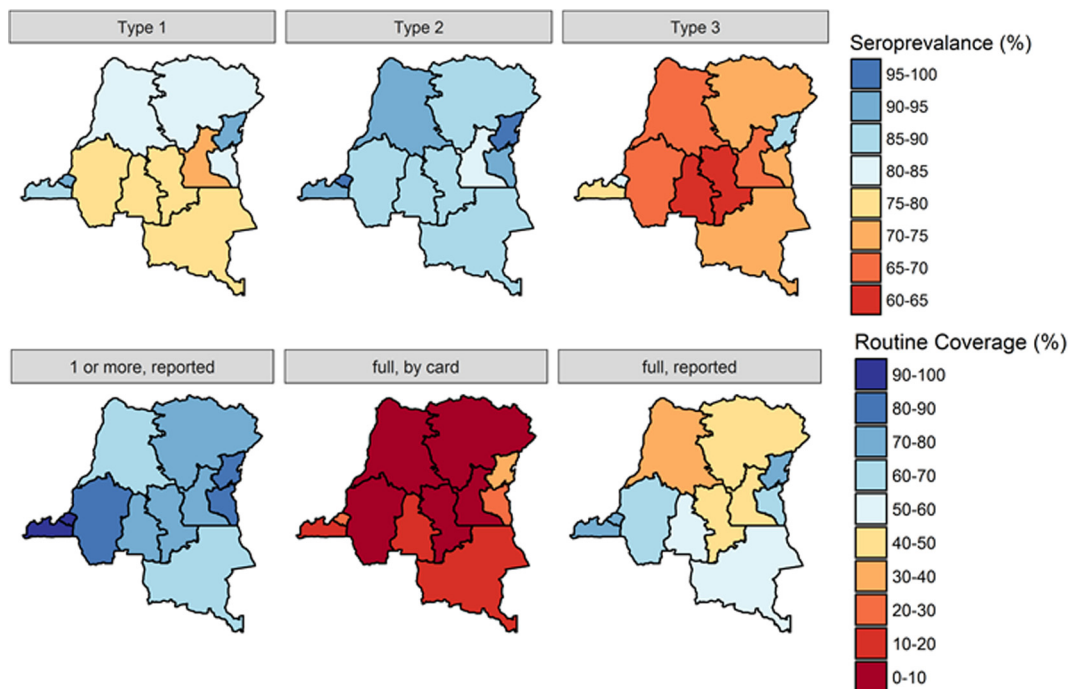 Type 1
Type 2
Type 3
Seroprevalance (%)
95-100
90-95
85-90
80-85
75-80
70-75
65-70
60-65
1 or more, reported
full, by card
full, reported
Routine Coverage (%)
90-100
80-90
70-80
60-70
50-60
40-50
30-40
20-30
10-20
0-10